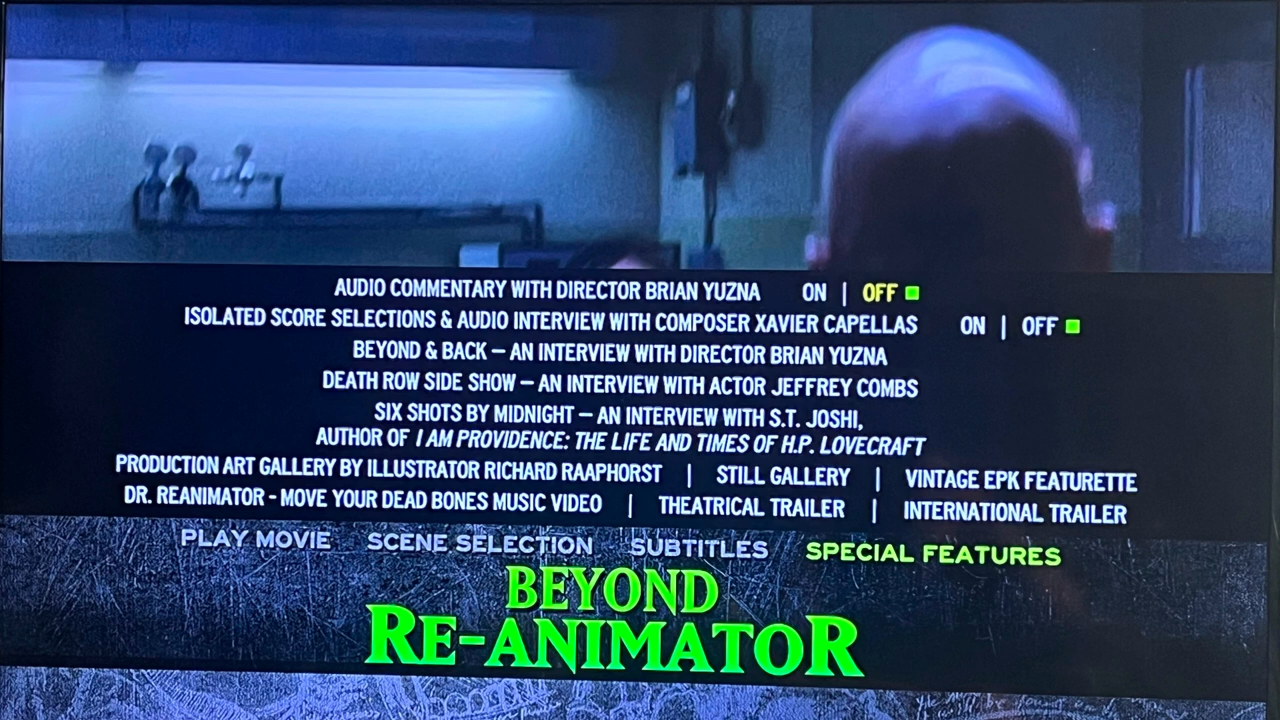 AUDIO COMMENTARY WITH DIRECTOR BRIAN YUZNA ON | OFF
ISOLATED SCORE SELECTIONS & AUDIO INTERVIEW WITH COMPOSER XAVIER CAPELLAS ON | OFF
BEYOND & BACK – AN INTERVIEW WITH DIRECTOR BRIAN YUZNA
DEATH ROW SIDE SHOW – AN INTERVIEW WITH ACTOR JEFFREY COMBS
SIX SHOTS BY MIDNIGHT – AN INTERVIEW WITH S.T. JOSHI,
AUTHOR OF I AM PROVIDENCE: THE LIFE AND TIMES OF H.P. LOVECRAFT
PRODUCTION ART GALLERY BY ILLUSTRATOR RICHARD RAAPHORST | STILL GALLERY | VINTAGE EPK FEATURETTE
DR. REANIMATOR - MOVE YOUR DEAD BONES MUSIC VIDEO | THEATRICAL TRAILER | INTERNATIONAL TRAILER
PLAY MOVIE SCENE SELECTION SUBTITLES SPECIAL FEATURES
BEYOND
RE-ANIMATOR